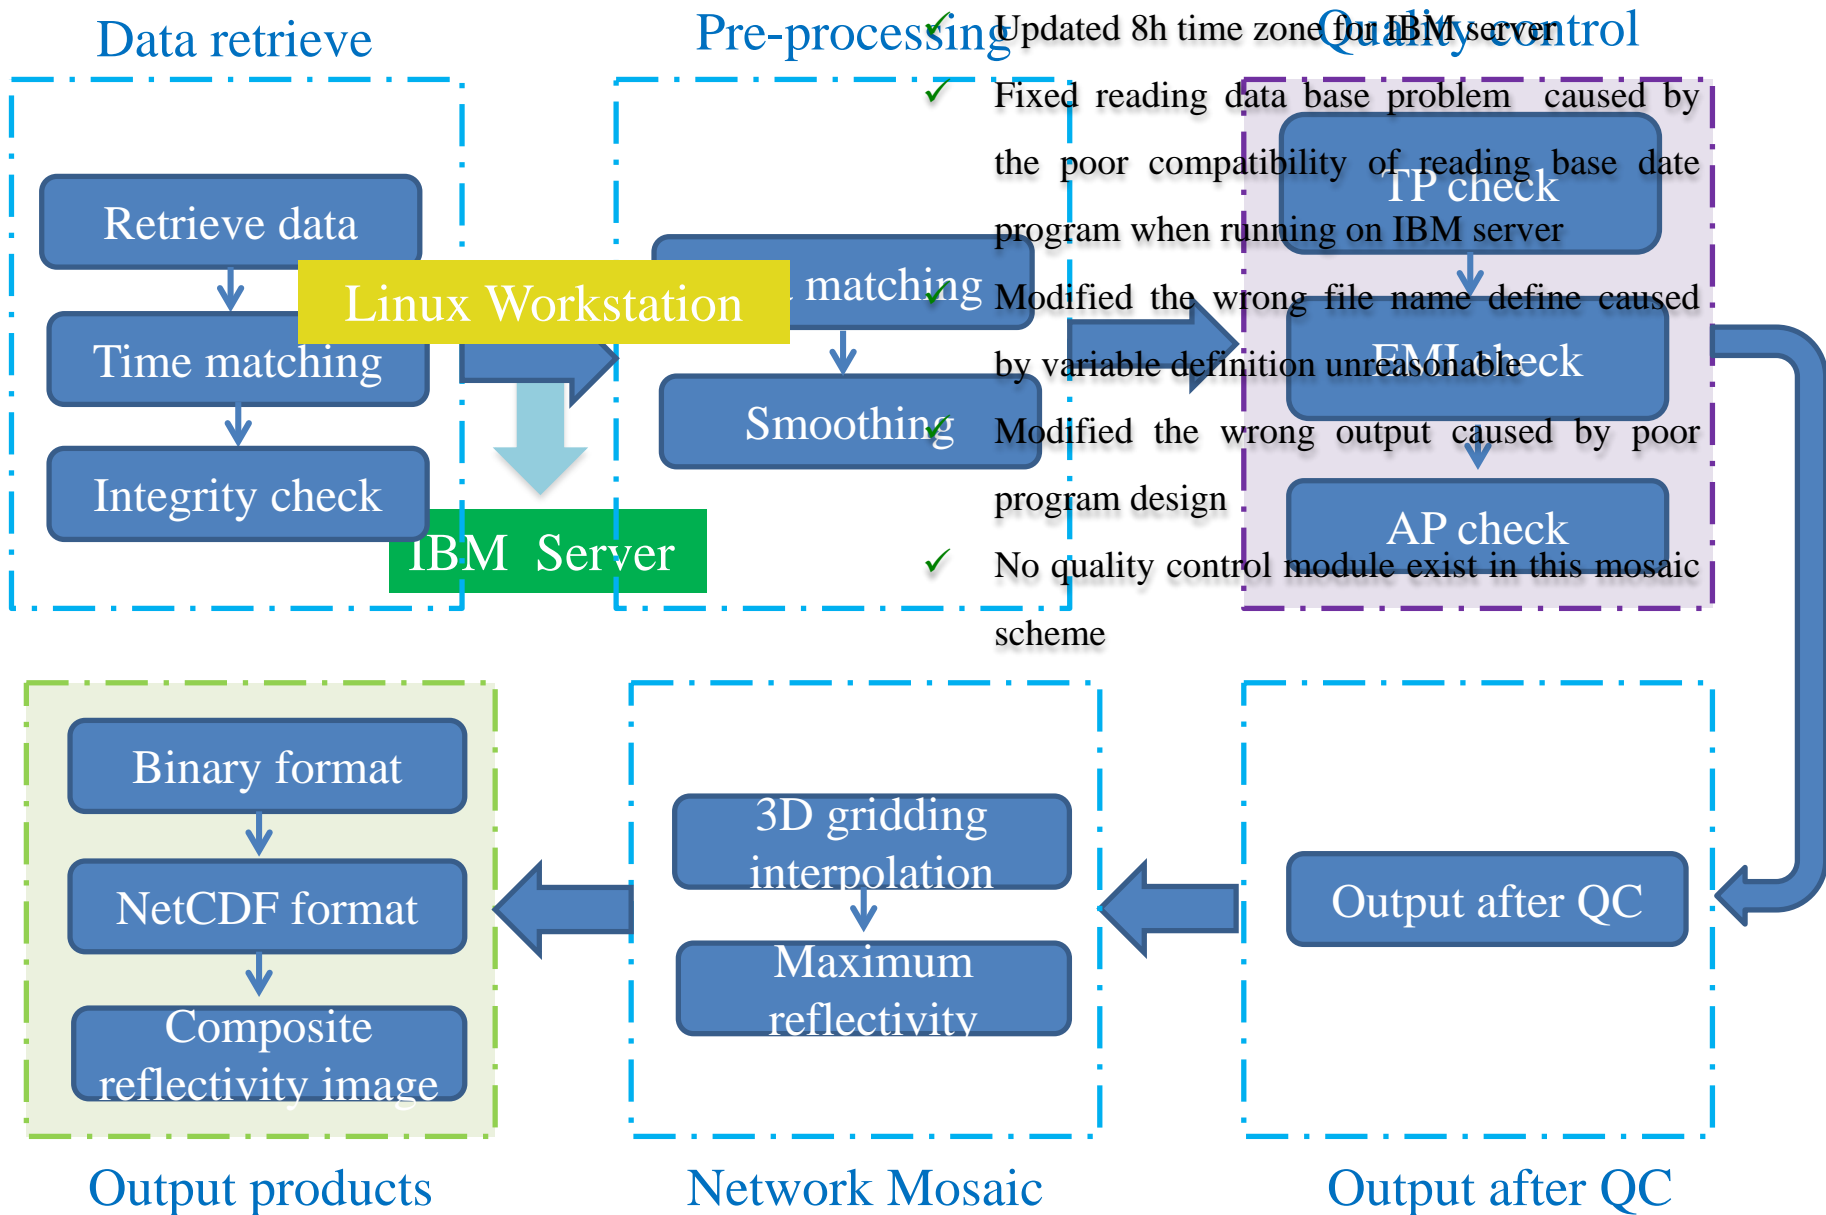 Data retrieve
Retrieve data
Time matching
Integrity check
Linux Workstation
IBM Server
Pre-processing
matching
Smoothing
Quality control
TP check
EMI check
AP check
✓ Updated 8h time zone for IBM server
✓ Fixed reading data base problem caused by
the poor compatibility of reading base date
program when running on IBM server
✓ Modified the wrong file name define caused
by variable definition unreasonable
✓ Modified the wrong output caused by poor
program design
✓ No quality control module exist in this mosaic
scheme
Binary format
NetCDF format
Composite
reflectivity image
Output products
3D gridding
interpolation
Maximum
reflectivity
Network Mosaic
Output after QC
Output after QC